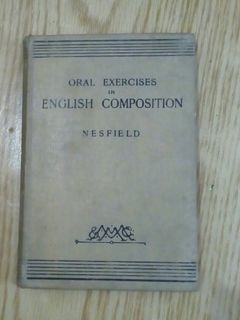 ORAL EXERCISES
IN
ENGLISH COMPOSITION
NESFIELD